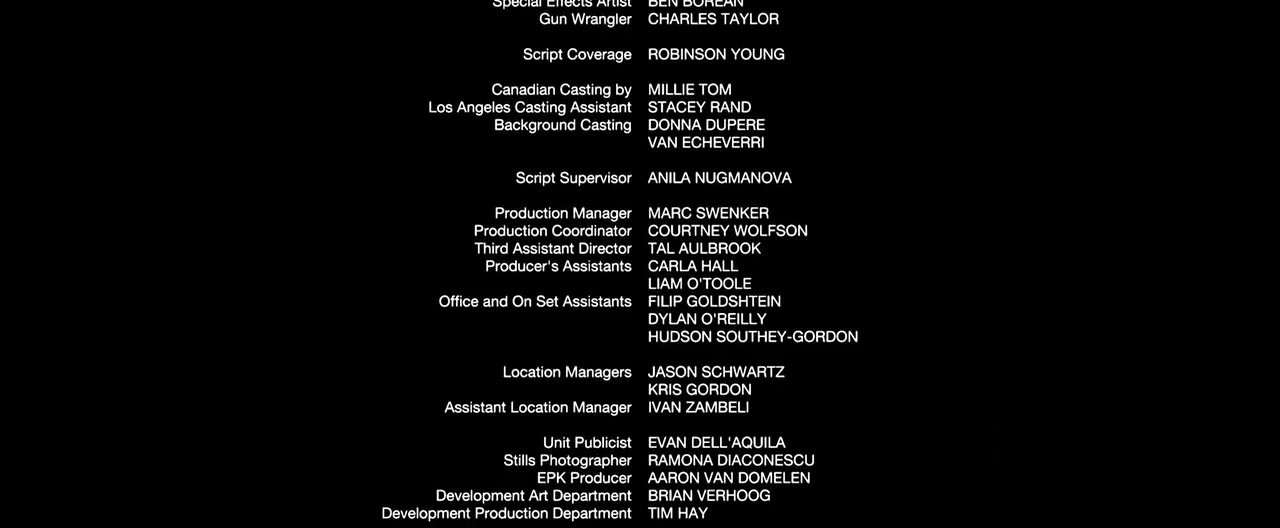 Special Effects Artist BEN BOREAN
Gun Wrangler CHARLES TAYLOR
Script Coverage ROBINSON YOUNG
Canadian Casting by MILLIE TOM
Los Angeles Casting Assistant STACEY RAND
Background Casting DONNA DUPERE
VAN ECHEVERRI
Script Supervisor ANILA NUGMANOVA
Production Manager MARC SWENKER
Production Coordinator COURTNEY WOLFSON
Third Assistant Director TAL AULBROOK
Producer's Assistants CARLA HALL
LIAM O'TOOLE
Office and On Set Assistants FILIP GOLDSHTEIN
DYLAN O'REILLY
HUDSON SOUTHEY-GORDON
Location Managers JASON SCHWARTZ
KRIS GORDON
Assistant Location Manager IVAN ZAMBELI
Unit Publicist EVAN DELL'AQUILA
Stills Photographer RAMONA DIACONESCU
EPK Producer AARON VAN DOMELEN
Development Art Department BRIAN VERHOOG
Development Production Department TIM HAY